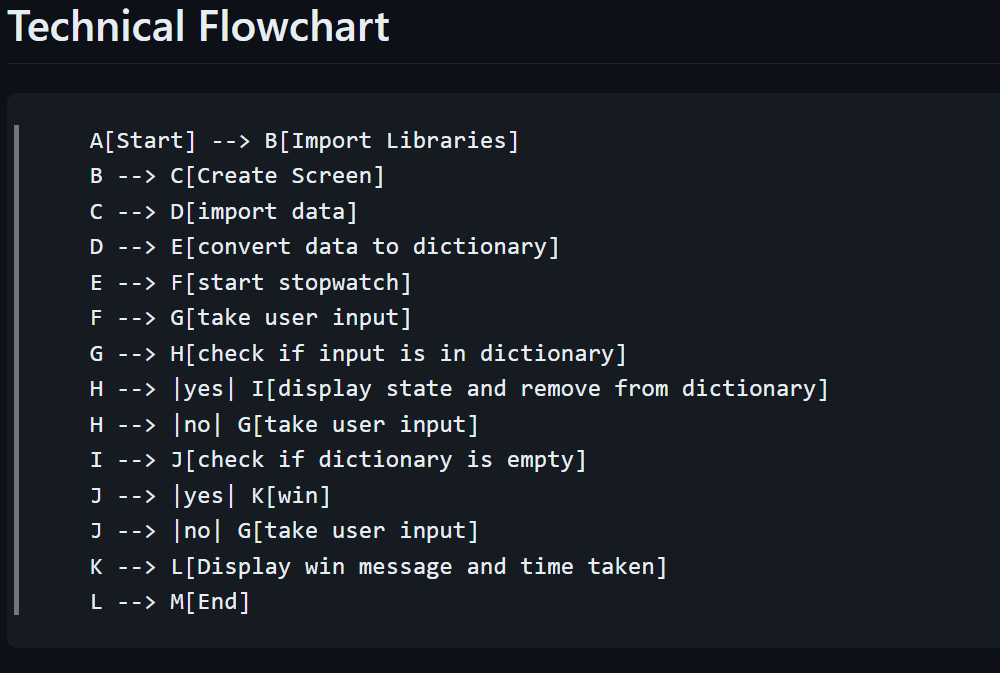 Technical Flowchart
A[Start] --> B[Import Libraries]
B --> C[Create Screen]
C --> D[import data]
D --> E[convert data to dictionary]
E --> F[start stopwatch]
F --> G[take user input]
G --> H[check if input is in dictionary]
H --> |yes| I[display state and remove from dictionary]
H --> |no| G[take user input]
I --> J[check if dictionary is empty]
J --> |yes| K[win]
J --> |no| G[take user input]
K --> L[Display win message and time taken]
L --> M[End]